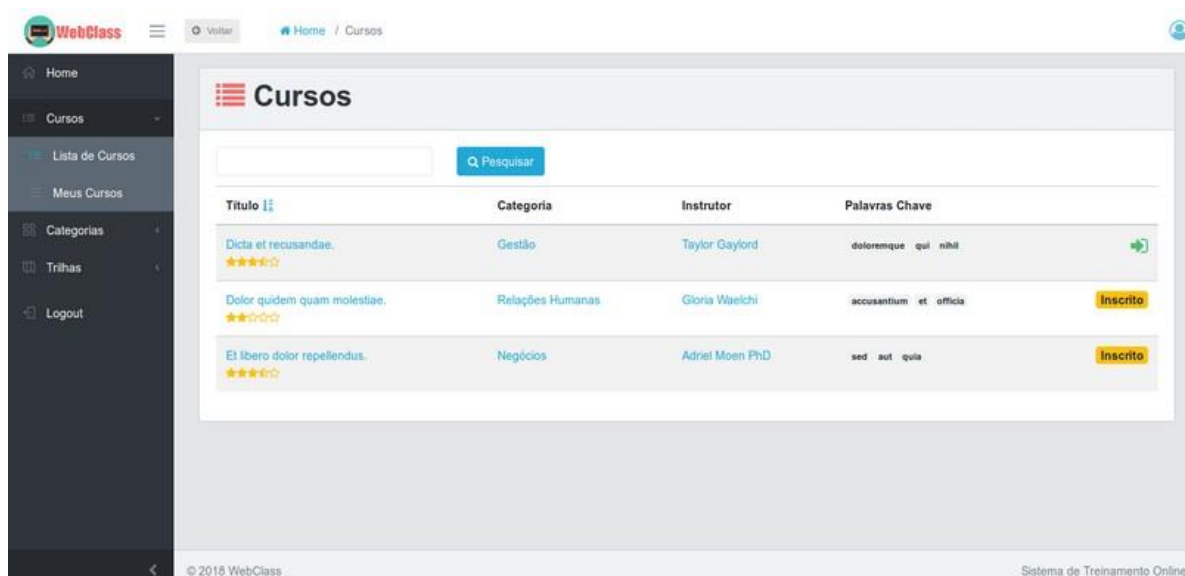 WebClass
Voltar
Home / Cursos
Home
Cursos
Lista de Cursos
Meus Cursos
Categorias
Trilhas
Logout
Cursos
Pesquisar
Título Categoria Instrutor Palavras Chave
Dicta et recusandae. Gestão Taylor Gaylord doloremque qui nihil
Dolor quidem quam molestiae. Relações Humanas Gloria Waelchi accusantium et officia Inscrito
Et libero dolor repellendus. Negócios Adriel Moen PhD sed aut quia Inscrito
© 2018 WebClass Sistema de Treinamento Online